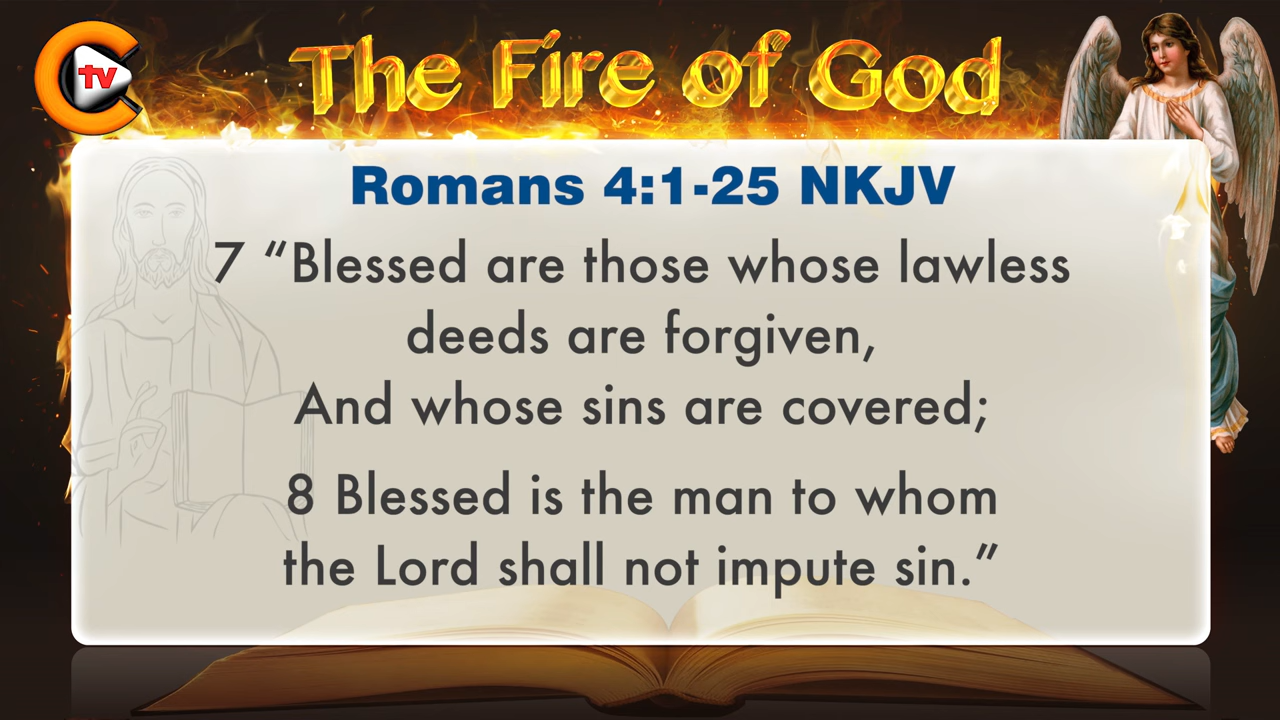 tv
The Fire of God
Romans 4:1-25 NKJV
7 “Blessed are those whose lawless
deeds are forgiven,
And whose sins are covered;
8 Blessed is the man to whom
the Lord shall not impute sin.”